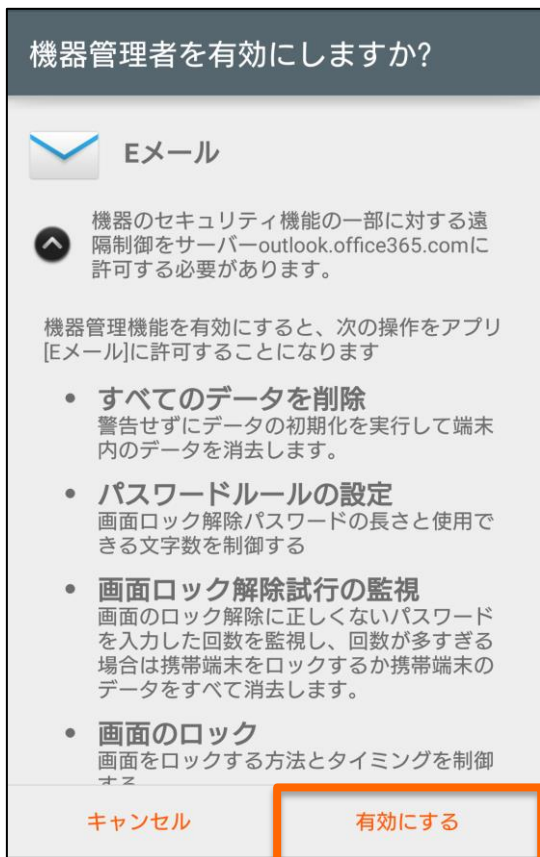 機器管理者を有効にしますか?
Eメール
機器のセキュリティ機能の一部に対する遠
隔制御をサーバーoutlook.office365.comに
許可する必要があります。
機器管理機能を有効にすると、次の操作をアプリ
[Eメール]に許可することになります
• すべてのデータを削除
警告せずにデータの初期化を実行して端末
内のデータを消去します。
• パスワードルールの設定
画面ロック解除パスワードの長さと使用で
きる文字数を制御する
• 画面ロック解除試行の監視
画面のロック解除に正しくないパスワード
を入力した回数を監視し、回数が多すぎる
場合は携帯端末をロックするか携帯端末の
データをすべて消去します。
• 画面のロック
画面をロックする方法とタイミングを制御
する
キャンセル
有効にする